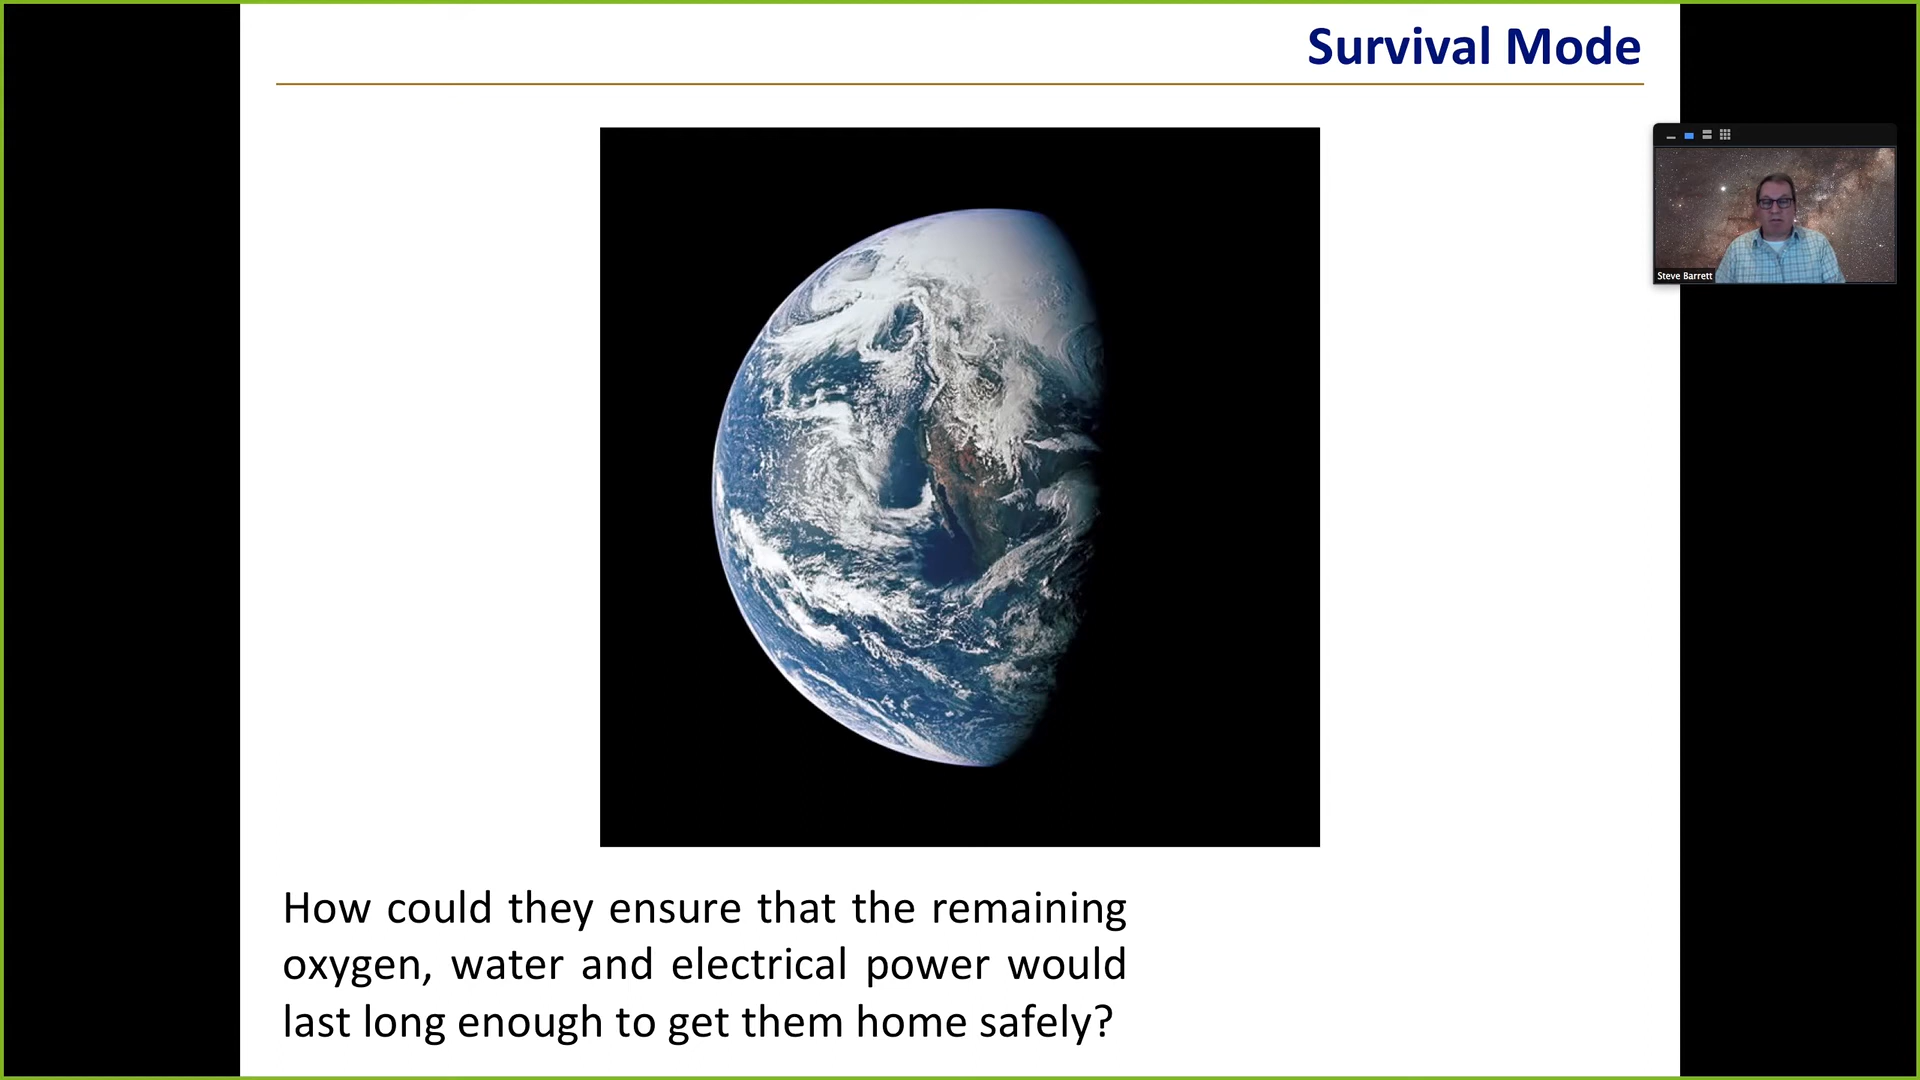 Survival Mode
Steve Barrett
How could they ensure that the remaining
oxygen, water and electrical power would
last long enough to get them home safely?